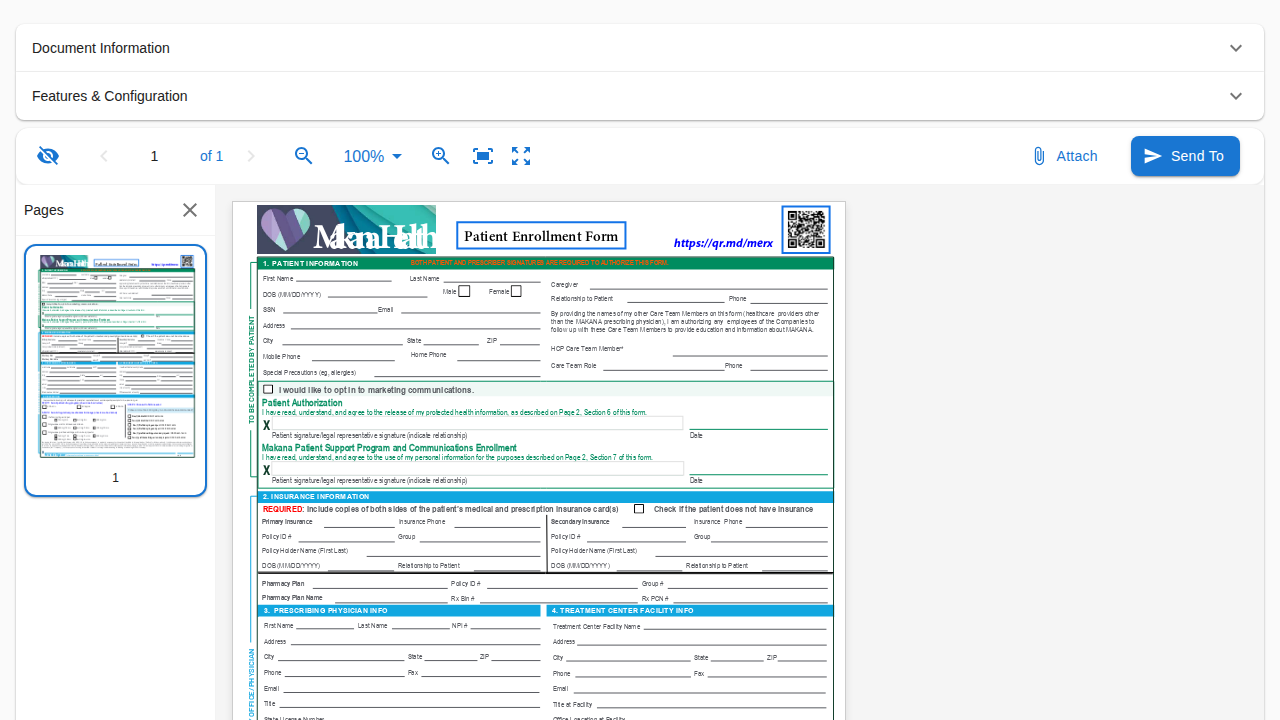 Document Information
Features & Configuration
1 of 1
100%
Attach
Send To
Pages
1
Patient Enrollment Form
https://qr.md/merx
1. PATIENT INFORMATION
BOTH PATIENT AND PRESCRIBER SIGNATURES ARE REQUIRED TO AUTHORIZE THIS FORM.
TO BE COMPLETED BY PATIENT
First Name Last Name
DOB (MM/DD/YYYY) Male Female
SSN Email
Address
City State ZIP
Mobile Phone Home Phone
Special Precautions (eg, allergies)
Caregiver
Relationship to Patient Phone
By providing the names of my other Care Team Members on this form (healthcare providers other
than the MAKANA prescribing physician), I am authorizing any employees of the Companies to
follow up with these Care Team Members to provide education and information about MAKANA.
HCP Care Team Member*
Care Team Role Phone
I would like to opt in to marketing communications.
Patient Authorization
I have read, understand, and agree to the release of my protected health information, as described on Page 2, Section 6 of this form.
X
Patient signature/legal representative signature (indicate relationship) Date
Makana Patient Support Program and Communications Enrollment
I have read, understand, and agree to the use of my personal information for the purposes described on Page 2, Section 7 of this form.
X
Patient signature/legal representative signature (indicate relationship) Date
2. INSURANCE INFORMATION
REQUIRED: Include copies of both sides of the patient's medical and prescription insurance card(s) Check if the patient does not have insurance
Primary Insurance Insurance Phone
Policy ID # Group
Policy Holder Name (First Last)
DOB (MM/DD/YYYY) Relationship to Patient
Secondary Insurance Insurance Phone
Policy ID # Group
Policy Holder Name (First Last)
DOB (MM/DD/YYYY) Relationship to Patient
Pharmacy Plan Policy ID # Group #
Pharmacy Plan Name Rx Bin # Rx PCN #
3. PRESCRIBING PHYSICIAN INFO
First Name Last Name NPI #
Address
City State ZIP
Phone Fax
Email
Title
State License Number
4. TREATMENT CENTER FACILITY INFO
Treatment Center Facility Name
Address
City State ZIP
Phone Fax
Email
Title at Facility
Office Location at Facility
OFFICE/PHYSICIAN